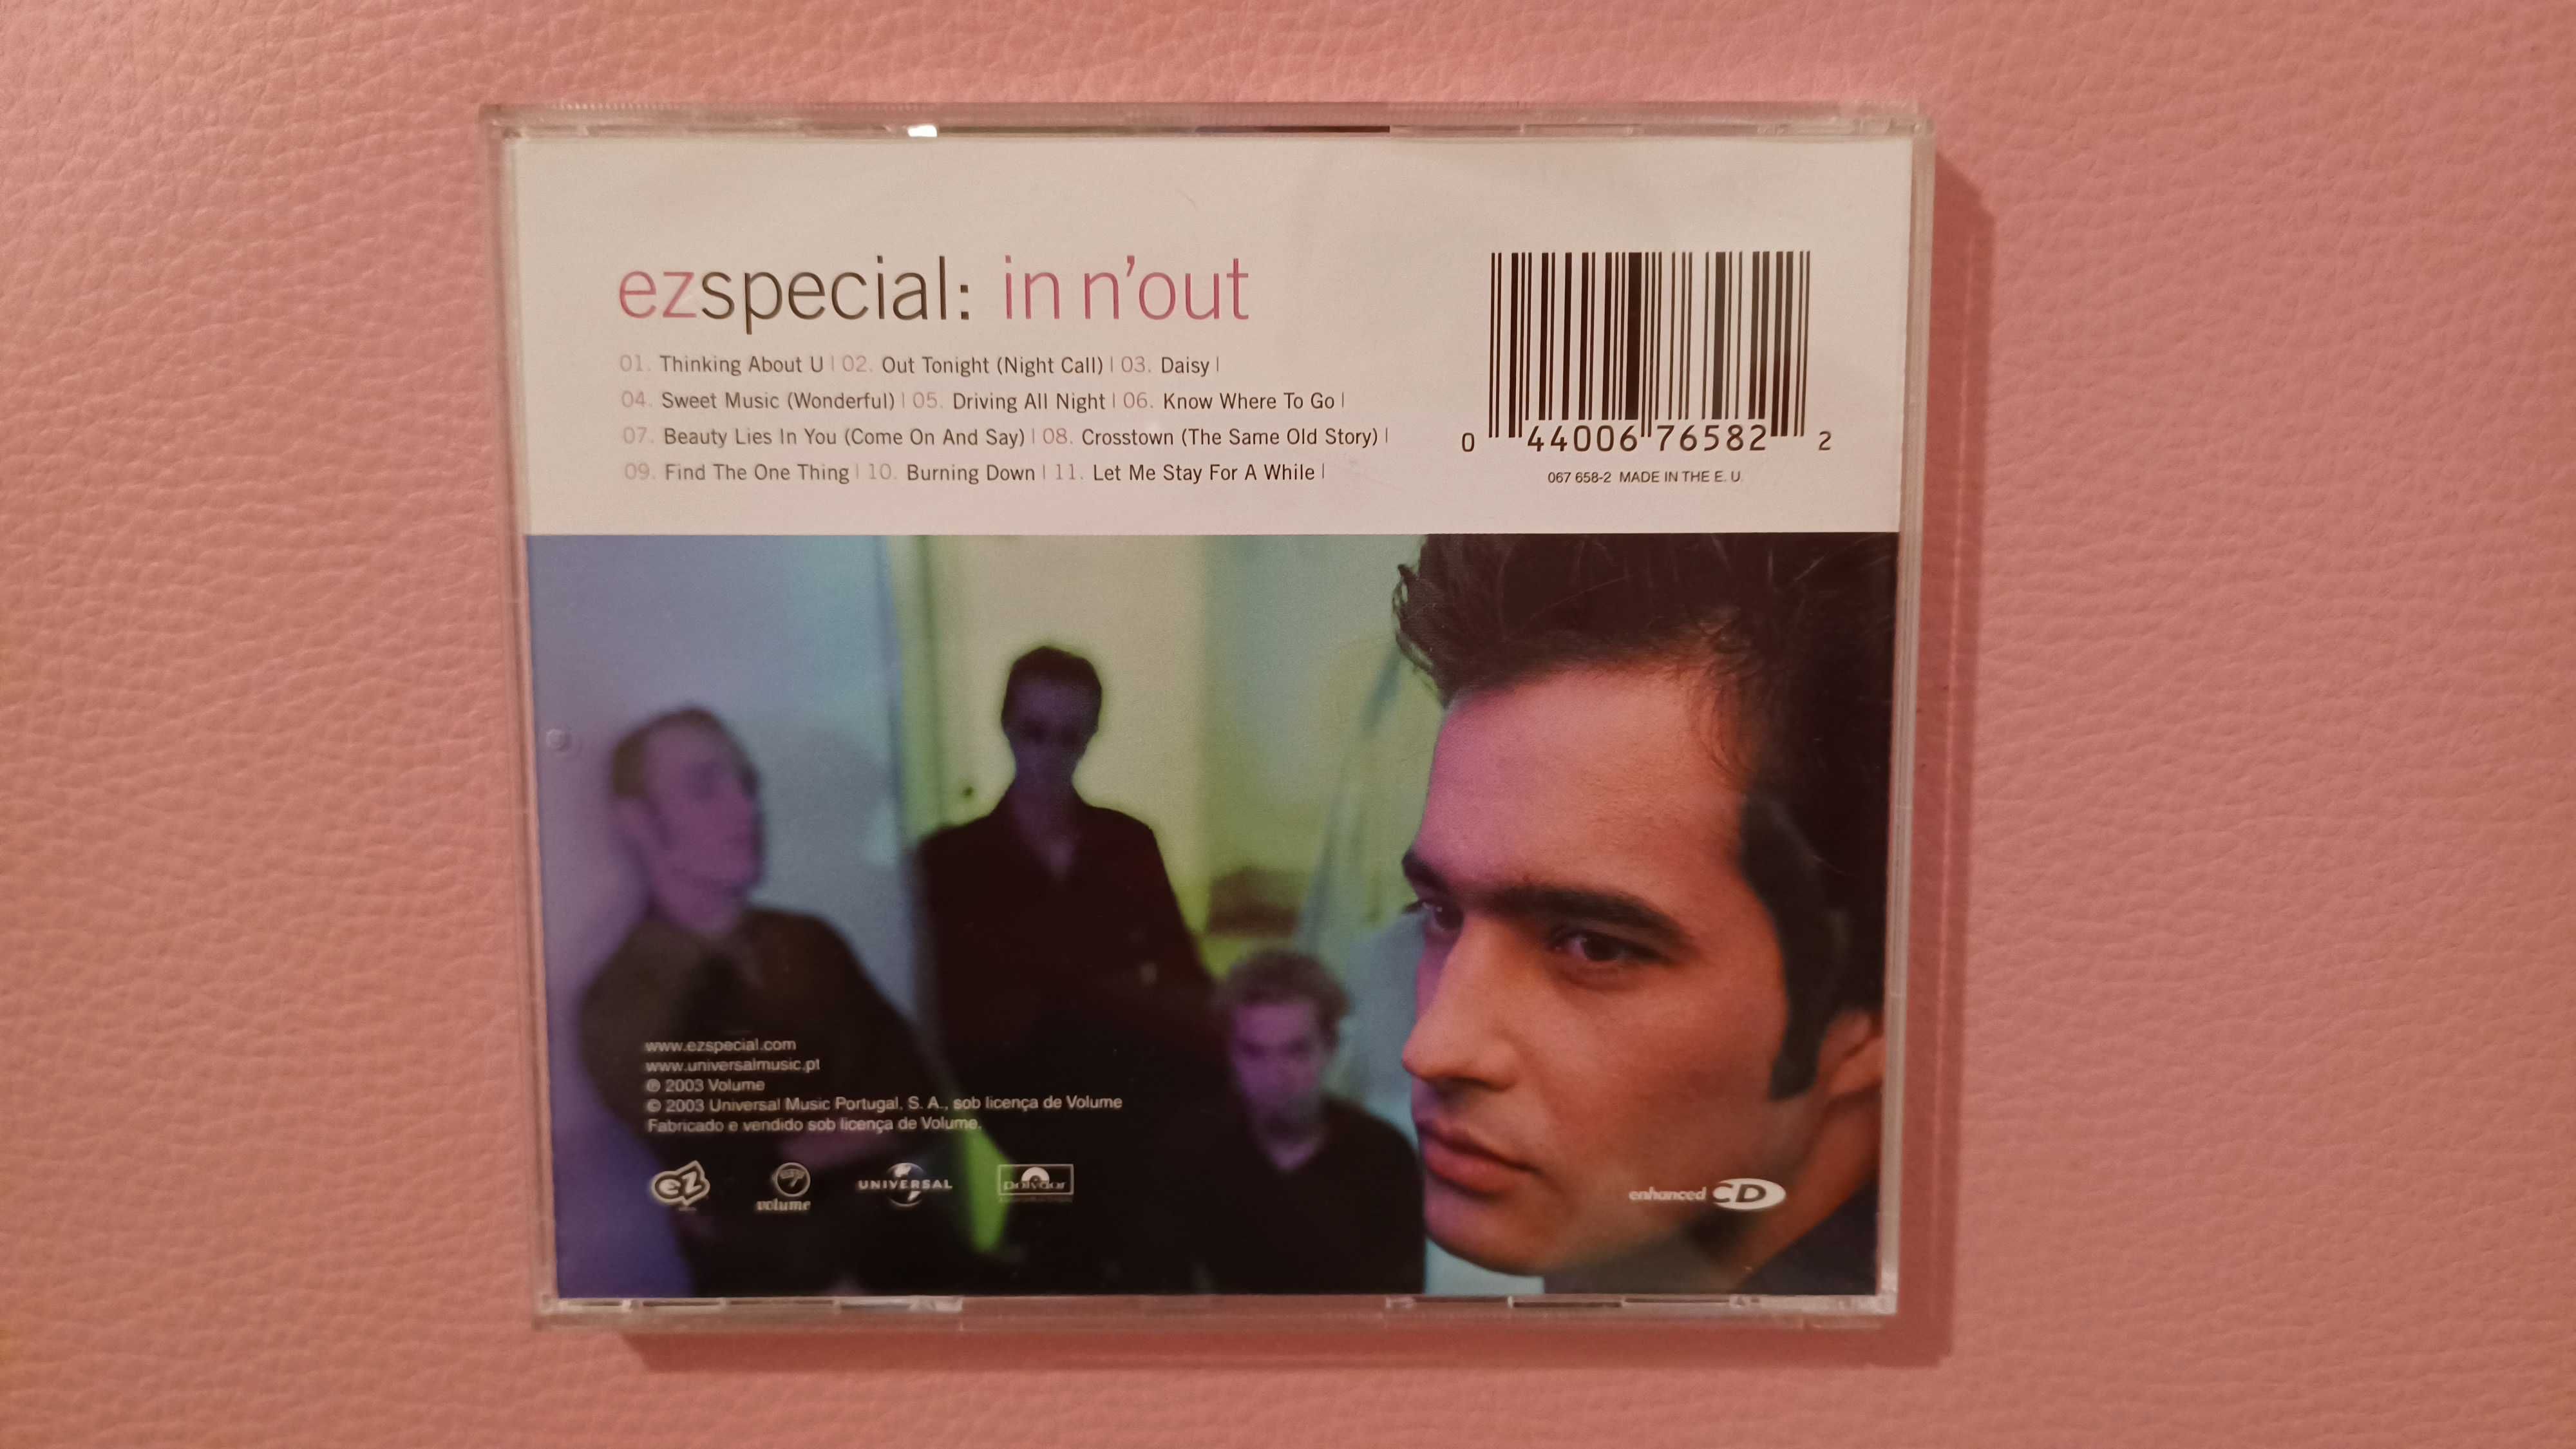 ezspecial: in n'out
01. Thinking About U | 02. Out Tonight (Night Call) | 03. Daisy |
04. Sweet Music (Wonderful) | 05. Driving All Night | 06. Know Where To Go |
07. Beauty Lies In You (Come On And Say) | 08. Crosstown (The Same Old Story) |
09. Find The One Thing | 10. Burning Down | 11. Let Me Stay For A While |
0 44006 76582 2
067 658-2 MADE IN THE E. U.
www.ezspecial.com
www.universalmusic.pt
℗ 2003 Volume
© 2003 Universal Music Portugal, S. A., sob licença de Volume
Fabricado e vendido sob licença de Volume.
ez
volume
UNIVERSAL
polydor
enhanced CD